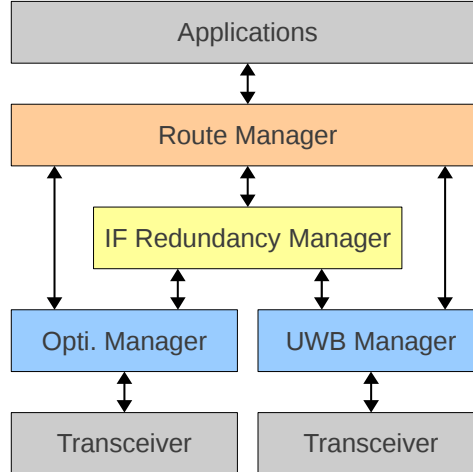 Applications
Route Manager
IF Redundancy Manager
Opti. Manager
UWB Manager
Transceiver
Transceiver